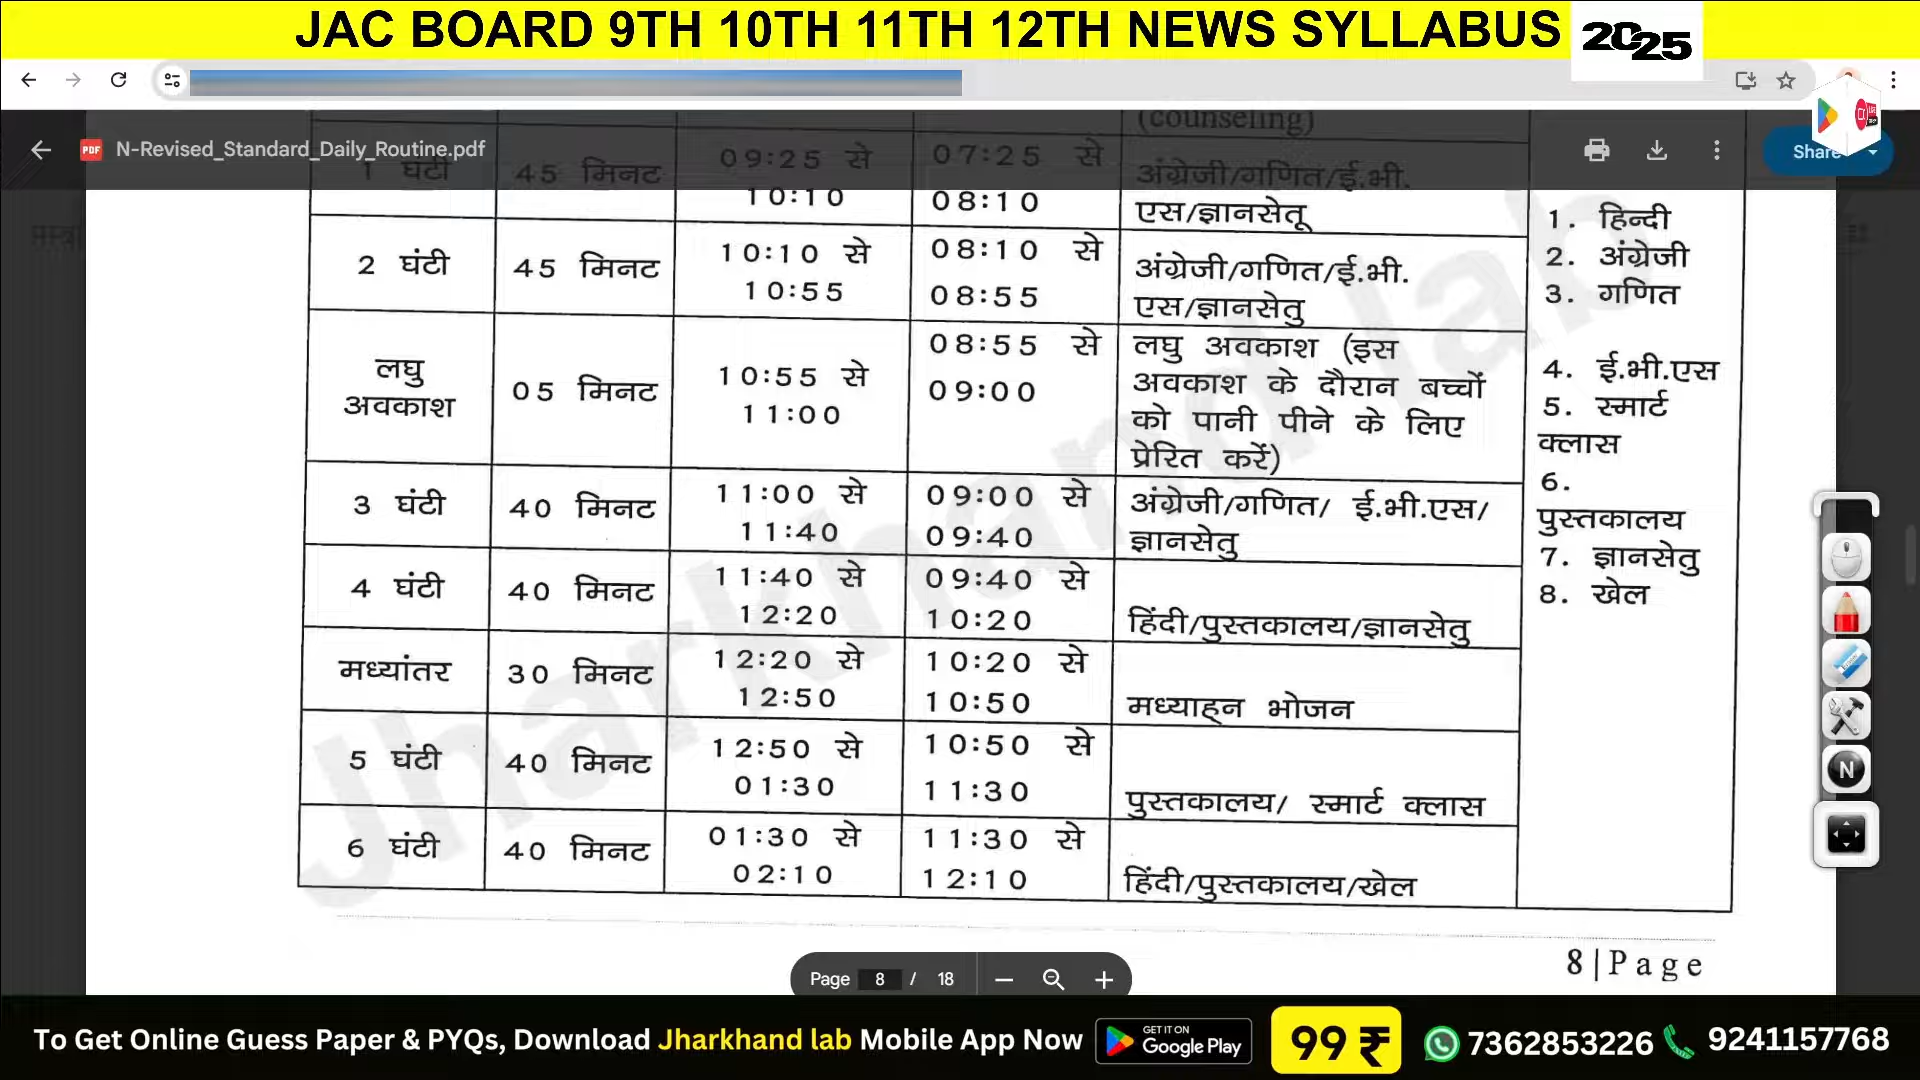 JAC BOARD 9TH 10TH 11TH 12TH NEWS SYLLABUS 2025
N-Revised_Standard_Daily_Routine.pdf
Share
(counseling)
1 घंटी 45 मिनट 09:25 से 10:10 07:25 से 08:10 अंग्रेजी/गणित/ई.भी.
एस/ज्ञानसेतू
2 घंटी 45 मिनट 10:10 से 10:55 08:10 से 08:55 अंग्रेजी/गणित/ई.भी.
एस/ज्ञानसेतु
लघु अवकाश 05 मिनट 10:55 से 11:00 08:55 से 09:00 लघु अवकाश (इस
अवकाश के दौरान बच्चों
को पानी पीने के लिए
प्रेरित करें)
3 घंटी 40 मिनट 11:00 से 11:40 09:00 से 09:40 अंग्रेजी/गणित/ ई.भी.एस/
ज्ञानसेतु
4 घंटी 40 मिनट 11:40 से 12:20 09:40 से 10:20 हिंदी/पुस्तकालय/ज्ञानसेतु
मध्यांतर 30 मिनट 12:20 से 12:50 10:20 से 10:50 मध्याह्न भोजन
5 घंटी 40 मिनट 12:50 से 01:30 10:50 से 11:30 पुस्तकालय/ स्मार्ट क्लास
6 घंटी 40 मिनट 01:30 से 02:10 11:30 से 12:10 हिंदी/पुस्तकालय/खेल
1. हिन्दी
2. अंग्रेजी
3. गणित
4. ई.भी.एस
5. स्मार्ट
क्लास
6.
पुस्तकालय
7. ज्ञानसेतु
8. खेल
Jharkhand lab
N
8|Page
Page 8 / 18
To Get Online Guess Paper & PYQs, Download Jharkhand lab Mobile App Now GET IT ON Google Play 99 ₹ 7362853226 9241157768